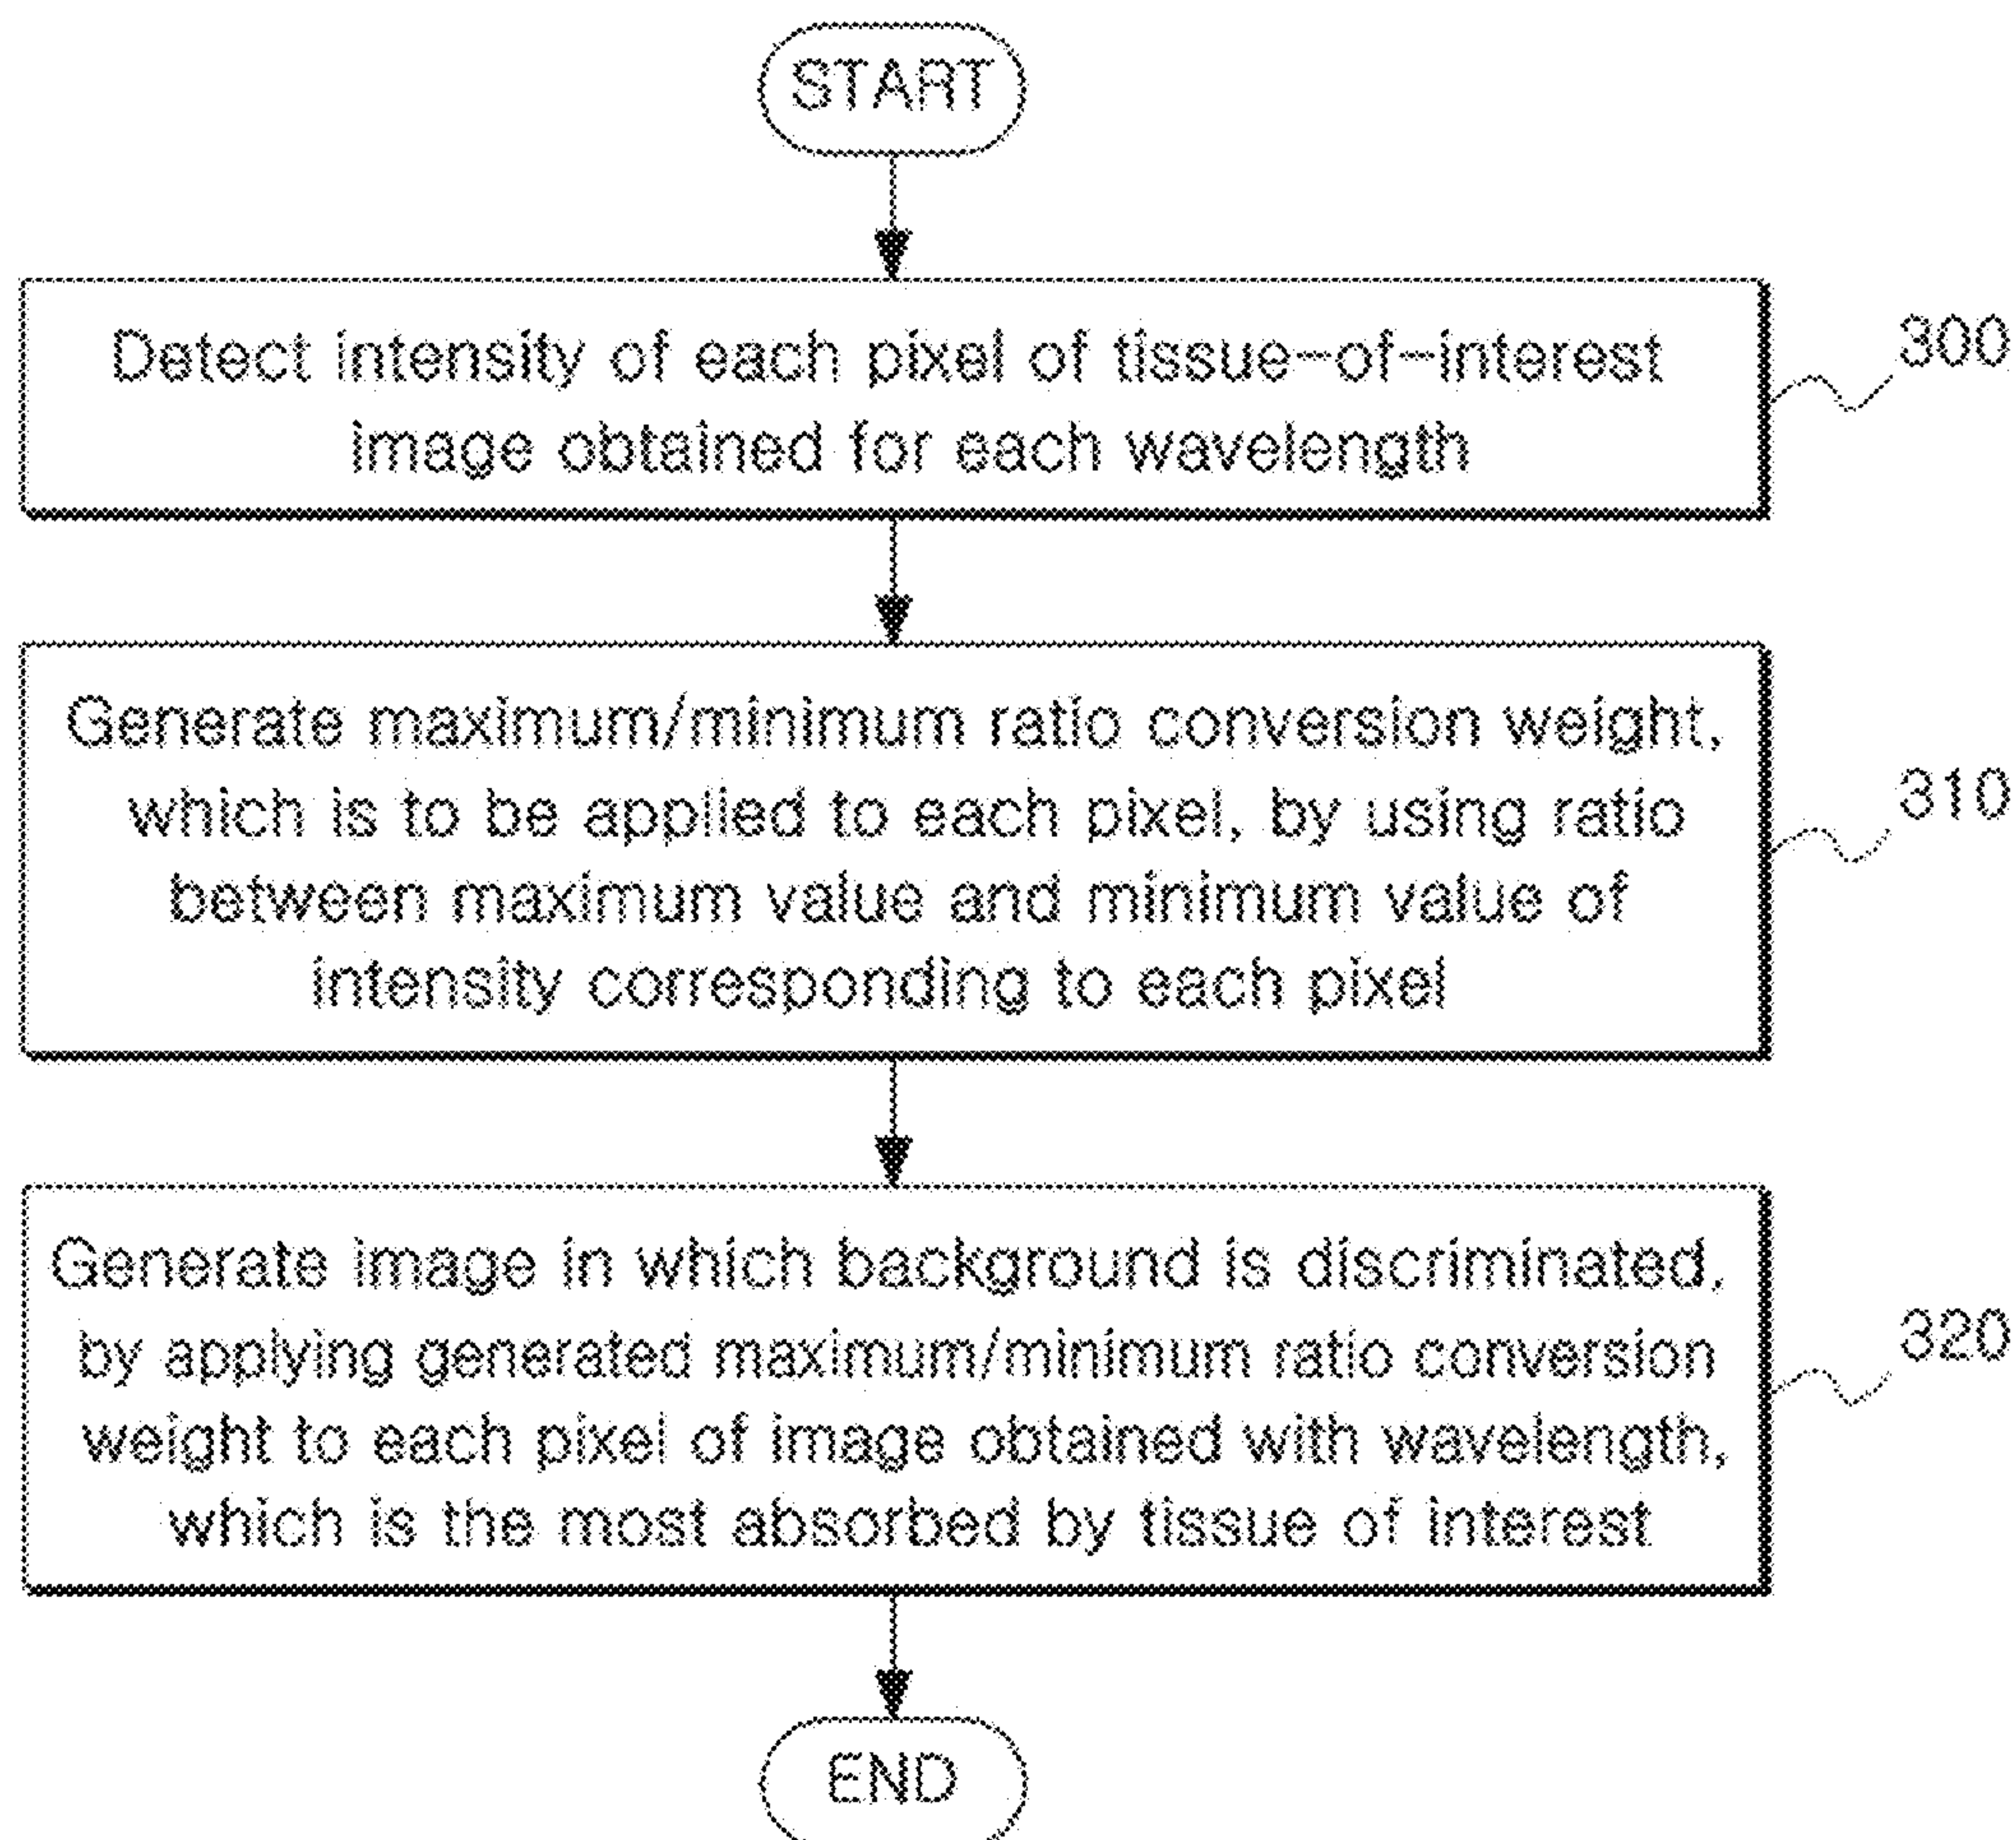 START
Detect intensity of each pixel of tissue-of-interest
image obtained for each wavelength
300
Generate maximum/minimum ratio conversion weight,
which is to be applied to each pixel, by using ratio
between maximum value and minimum value of
intensity corresponding to each pixel
310
Generate image in which background is discriminated,
by applying generated maximum/minimum ratio conversion
weight to each pixel of image obtained with wavelength,
which is the most absorbed by tissue of interest
320
END